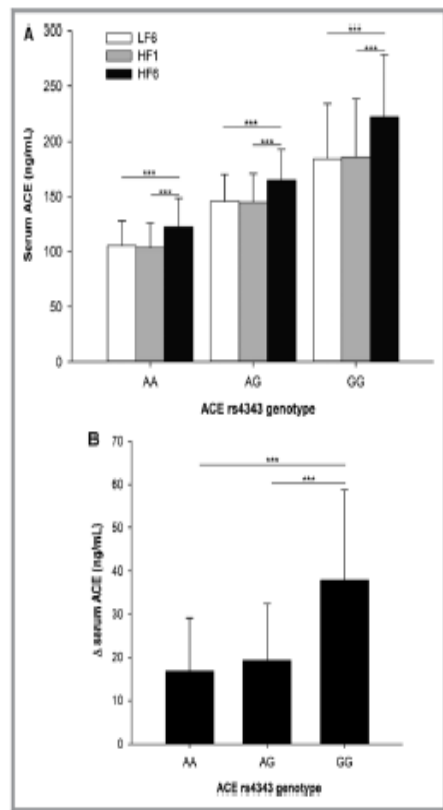 A
LF6
HF1
HF6
Serum ACE (ng/mL)
300
250
200
150
100
50
0
***
***
***
***
***
***
AA AG GG
ACE rs4343 genotype
B
Δ serum ACE (ng/mL)
70
60
50
40
30
20
10
0
***
***
AA AG GG
ACE rs4343 genotype